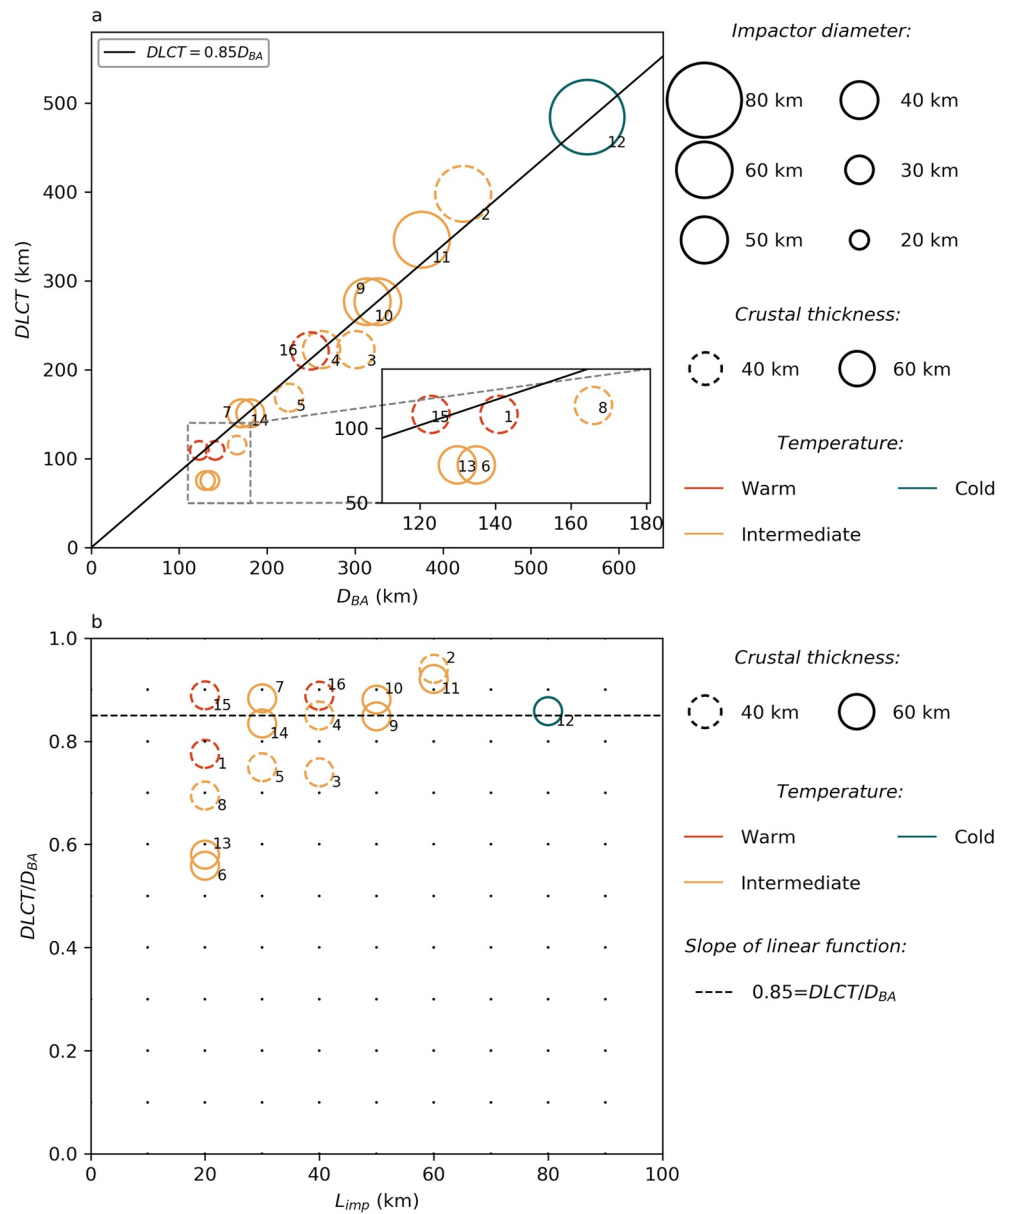 a
DLCT = 0.85D_BA
DLCT (km)
500
400
300
200
100
0
12
2
11
9
10
16
4
3
7
14
5
100
50
15
1
8
13
6
120
140
160
180
0
100
200
300
400
500
600
D_BA (km)
Impactor diameter:
80 km
40 km
60 km
30 km
50 km
20 km
Crustal thickness:
40 km
60 km
Temperature:
Warm
Cold
Intermediate
b
DLCT/D_BA
1.0
0.8
0.6
0.4
0.2
0.0
2
11
7
16
10
15
12
14
4
9
1
5
3
8
13
6
0
20
40
60
80
100
L_imp (km)
Crustal thickness:
40 km
60 km
Temperature:
Warm
Cold
Intermediate
Slope of linear function:
0.85=DLCT/D_BA